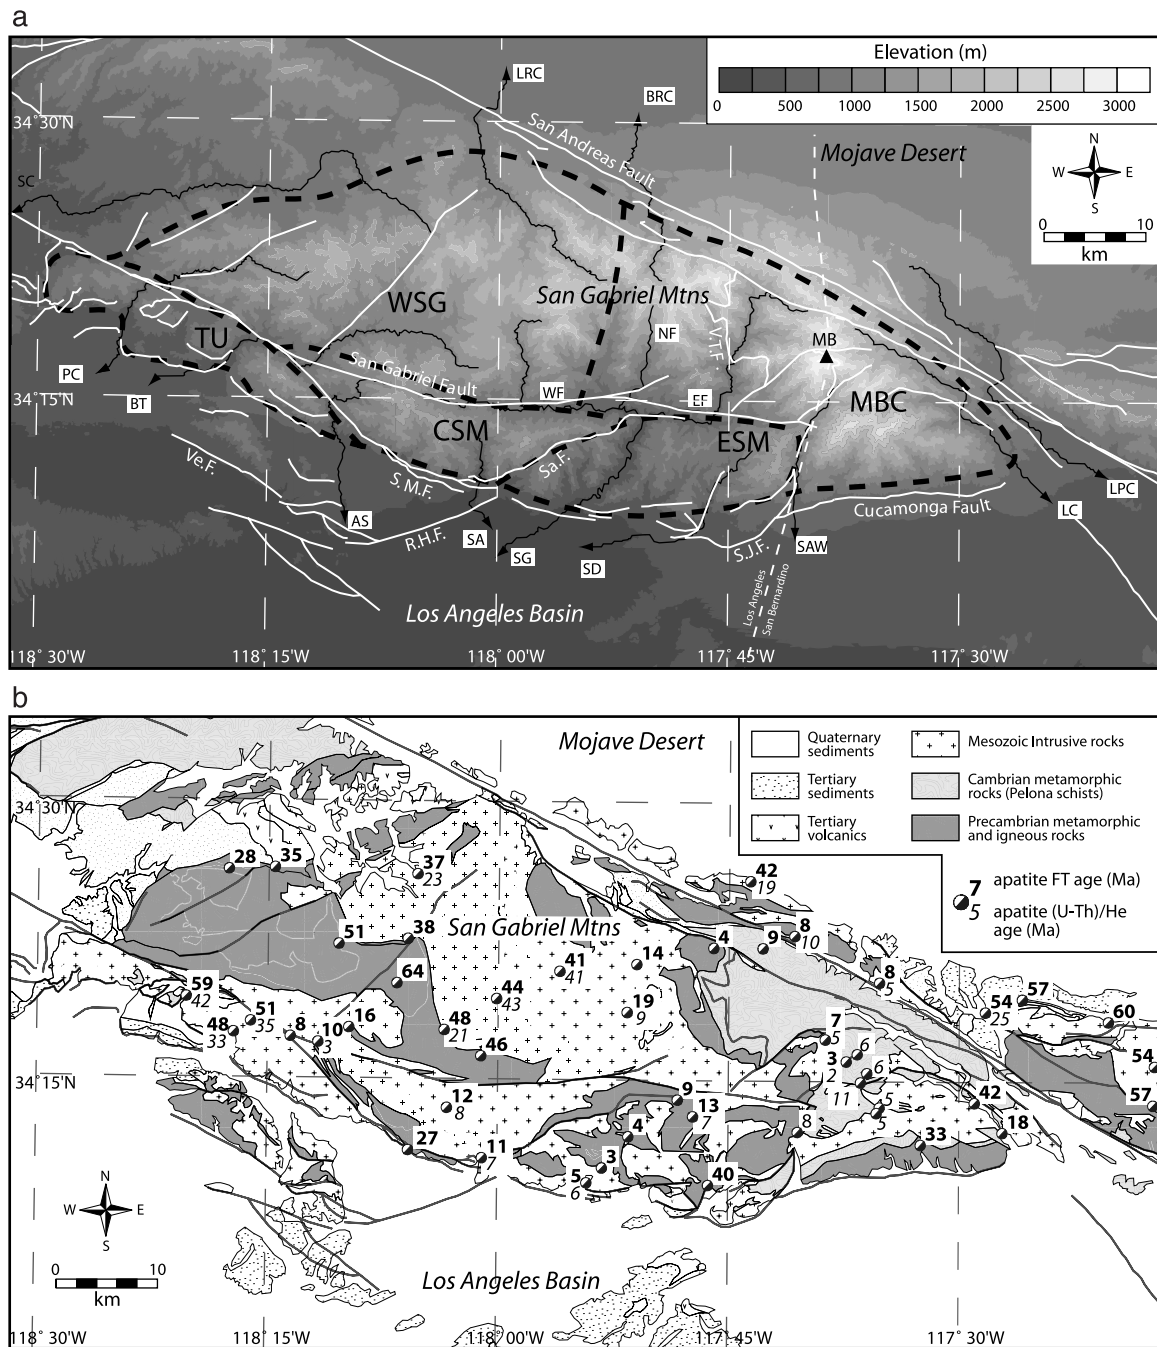 a
Elevation (m)
0 500 1000 1500 2000 2500 3000
LRC
BRC
34°30'N
San Andreas Fault
Mojave Desert
N
W E
S
0 10
km
SC
WSG
San Gabriel Mtns
TU
NF
V.T.F.
MB
PC
BT
San Gabriel Fault
34°15'N
WF
EF
MBC
CSM
ESM
Sa.F.
Ve.F.
S.M.F.
Cucamonga Fault
LPC
LC
AS
R.H.F.
SA
SG
SD
S.J.F.
SAW
Los Angeles
San Bernardino
Los Angeles Basin
118°30'W 118°15'W 118°00'W 117°45'W 117°30'W
b
Mojave Desert
Quaternary
sediments
Mesozoic Intrusive rocks
Tertiary
sediments
Cambrian metamorphic
rocks (Pelona schists)
Tertiary
volcanics
Precambrian metamorphic
and igneous rocks
7 apatite FT age (Ma)
5 apatite (U-Th)/He
age (Ma)
34°30'N
28 35
37
23
42
19
51 38
San Gabriel Mtns
4 9 8
10
64
41
41
14
8
5
59
42
44
43
19
9
54
25
57
60
48
33
51
35
8 10
3
16
48
21
46
7
5
6
3
2
6
54
34°15'N
11
57
12
8
9
13
7
5
5
42
4
8
18
27
11
7
3
33
5
6
40
N
W E
S
0 10
km
Los Angeles Basin
118°30'W 118°15'W 118°00'W 117°45'W 117°30'W